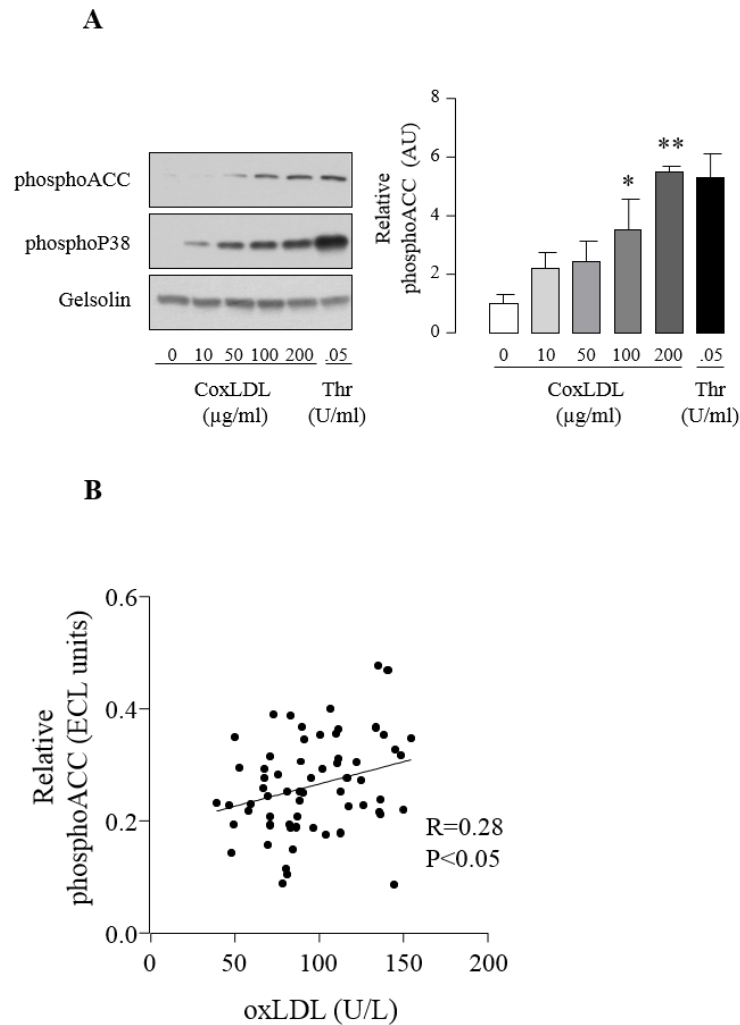 A
phosphoACC
phosphoP38
Gelsolin
0 10 50 100 200 .05
CoxLDL Thr
(µg/ml) (U/ml)
Relative
phosphoACC (AU)
8
6
4
2
0
*
**
0 10 50 100 200 .05
CoxLDL Thr
(µg/ml) (U/ml)
B
Relative
phosphoACC (ECL units)
0.6
0.4
0.2
0.0
R=0.28
P<0.05
0 50 100 150 200
oxLDL (U/L)